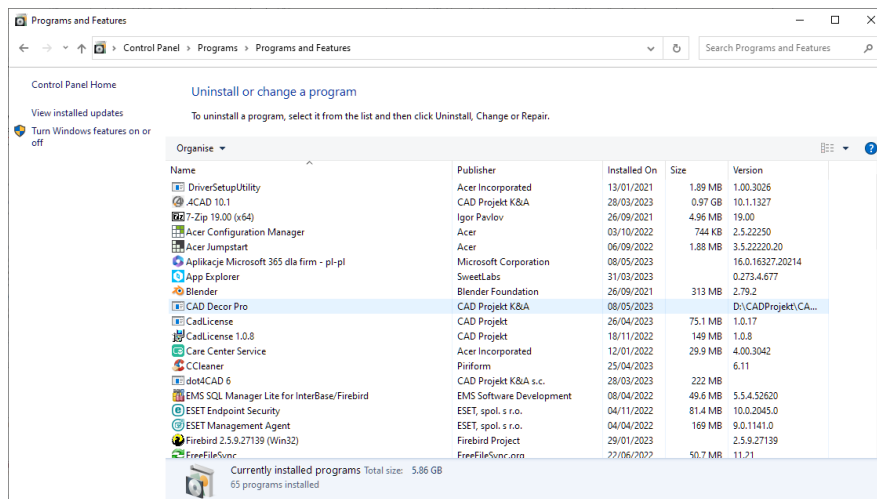 Programs and Features
Control Panel > Programs > Programs and Features
Search Programs and Features
Control Panel Home
View installed updates
Turn Windows features on or
off
Uninstall or change a program
To uninstall a program, select it from the list and then click Uninstall, Change or Repair.
Organise
Name Publisher Installed On Size Version
DriverSetupUtility Acer Incorporated 13/01/2021 1.89 MB 1.00.3026
.4CAD 10.1 CAD Projekt K&A 28/03/2023 0.97 GB 10.1.1327
7-Zip 19.00 (x64) Igor Pavlov 26/09/2021 4.96 MB 19.00
Acer Configuration Manager Acer 03/10/2022 744 KB 2.5.22250
Acer Jumpstart Acer 06/09/2022 1.88 MB 3.5.22220.20
Aplikacje Microsoft 365 dla firm - pl-pl Microsoft Corporation 08/05/2023 16.0.16327.20214
App Explorer SweetLabs 31/03/2023 0.273.4.677
Blender Blender Foundation 26/09/2021 313 MB 2.79.2
CAD Decor Pro CAD Projekt K&A 08/05/2023 D:\CADProjekt\CA...
CadLicense CAD Projekt 26/04/2023 75.1 MB 1.0.17
CadLicense 1.0.8 CAD Projekt 18/11/2022 149 MB 1.0.8
Care Center Service Acer Incorporated 12/01/2022 29.9 MB 4.00.3042
CCleaner Piriform 25/04/2023 6.11
dot4CAD 6 CAD Projekt K&A s.c. 28/03/2023 222 MB
EMS SQL Manager Lite for InterBase/Firebird EMS Software Development 08/04/2022 49.6 MB 5.5.4.52620
ESET Endpoint Security ESET, spol. s r.o. 04/11/2022 81.4 MB 10.0.2045.0
ESET Management Agent ESET, spol. s r.o. 04/04/2022 169 MB 9.0.1141.0
Firebird 2.5.9.27139 (Win32) Firebird Project 29/01/2023 2.5.9.27139
FreeFileSync FreeFileSync.org 22/06/2022 50.7 MB 11.21
Currently installed programs Total size: 5.86 GB
65 programs installed